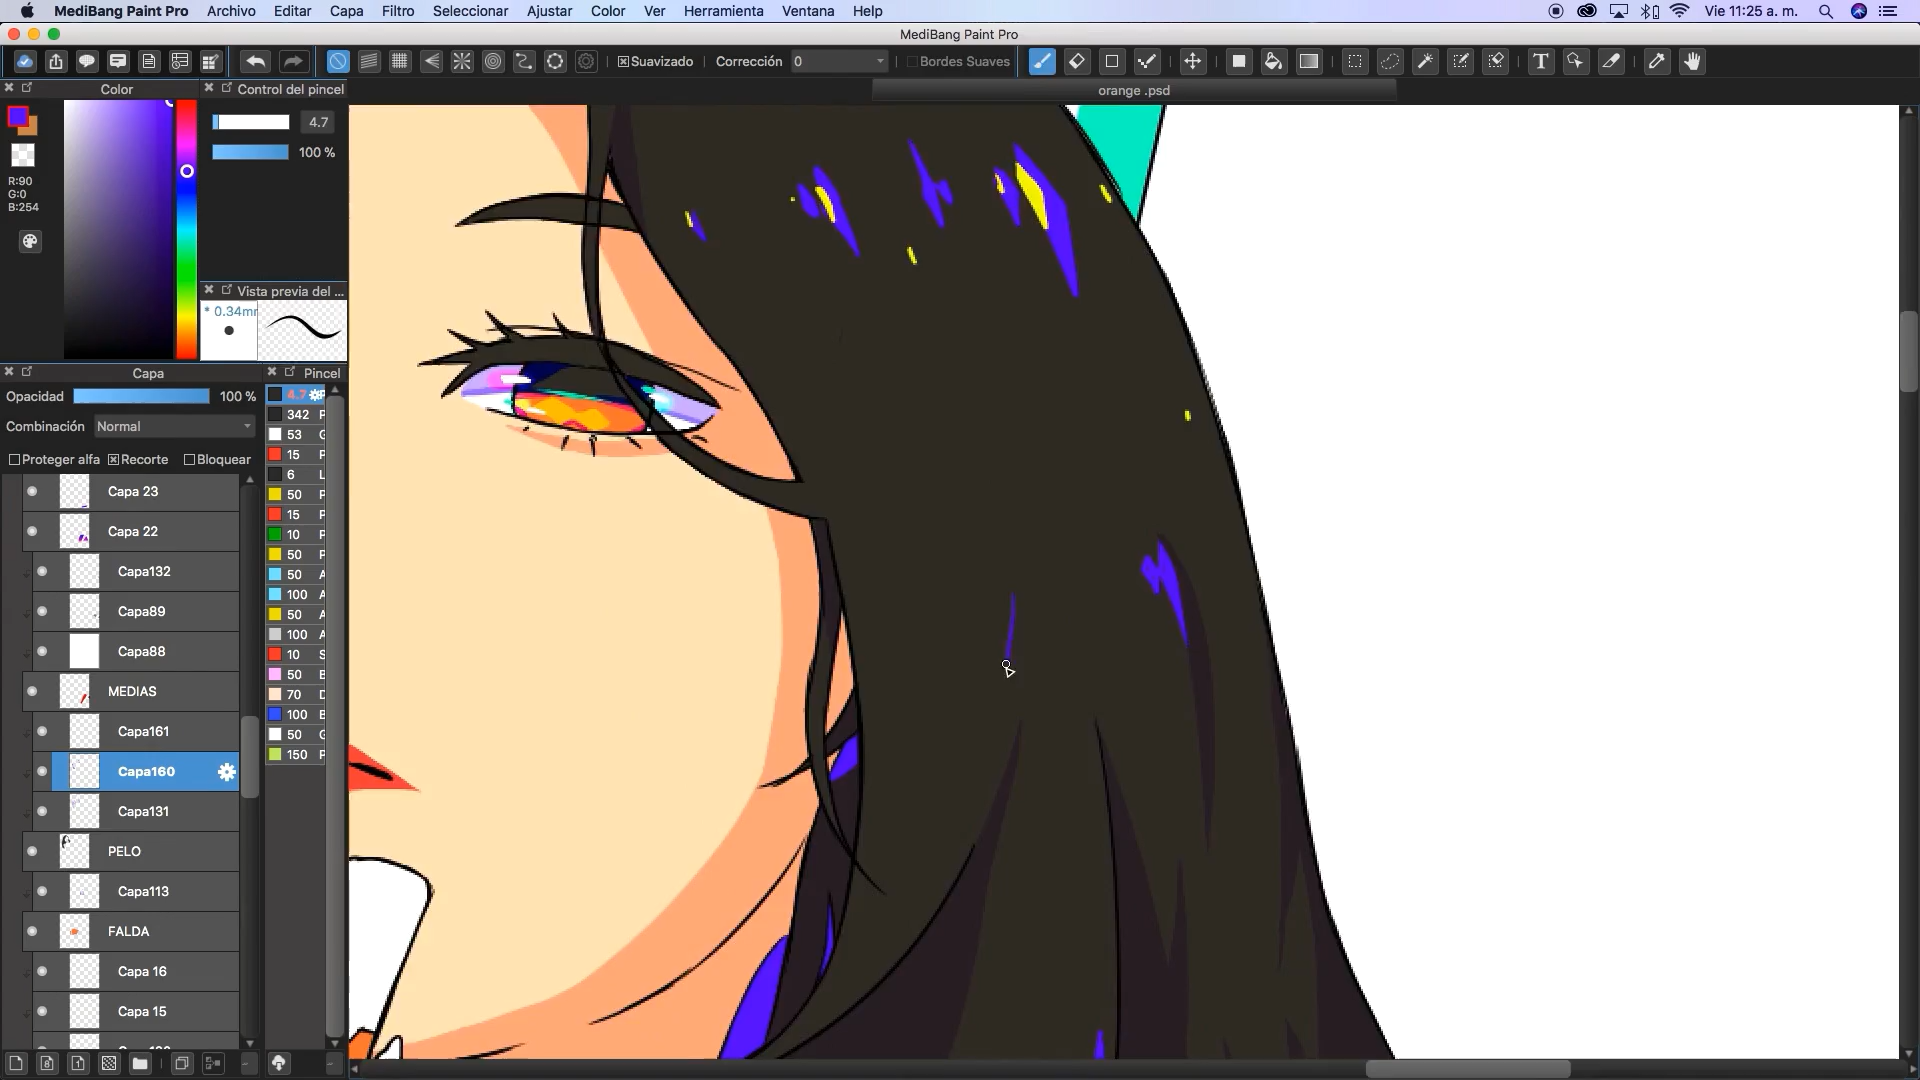 MediBang Paint Pro Archivo Editar Capa Filtro Seleccionar Ajustar Color Ver Herramienta Ventana Help Vie 11:25 a. m.
MediBang Paint Pro
Suavizado Corrección 0 Bordes Suaves T
Color Control del pincel orange .psd
4.7
100 %
R:90
G:0
B:254
Vista previa del ...
* 0.34mm
Capa Pincel
Opacidad 100 % 4.7 P
342 P
Combinación Normal 53 G
Proteger alfa Recorte Bloquear 15 P
6 L
Capa 23 50 P
15 P
Capa 22 10 P
50 P
Capa132 50 A
100 A
Capa89 50 A
100 A
Capa88 10 S
50 B
MEDIAS 70 D
100 B
Capa161 50 G
150 P
Capa160
Capa131
PELO
Capa113
FALDA
Capa 16
Capa 15
8 1